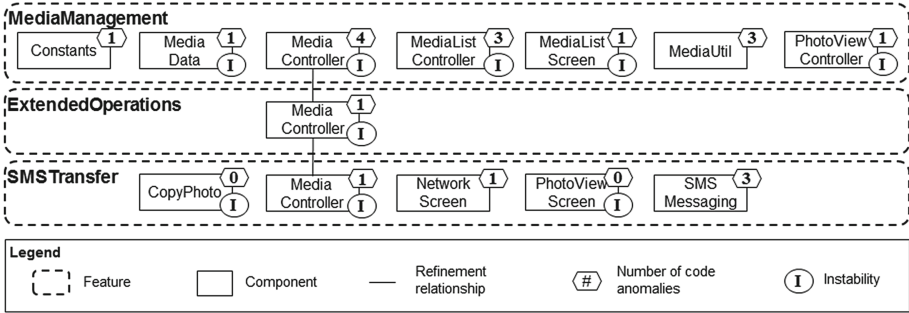 MediaManagement
Constants 1
Media Data 1 I
Media Controller 4 I
MediaList Controller 3 I
MediaList Screen 1 I
MediaUtil 3
PhotoView Controller 1 I
ExtendedOperations
Media Controller 1 I
SMSTransfer
CopyPhoto 0 I
Media Controller 1 I
Network Screen 1
PhotoView Screen 0 I
SMS Messaging 3
Legend
Feature
Component
Refinement relationship
# Number of code anomalies
I Instability